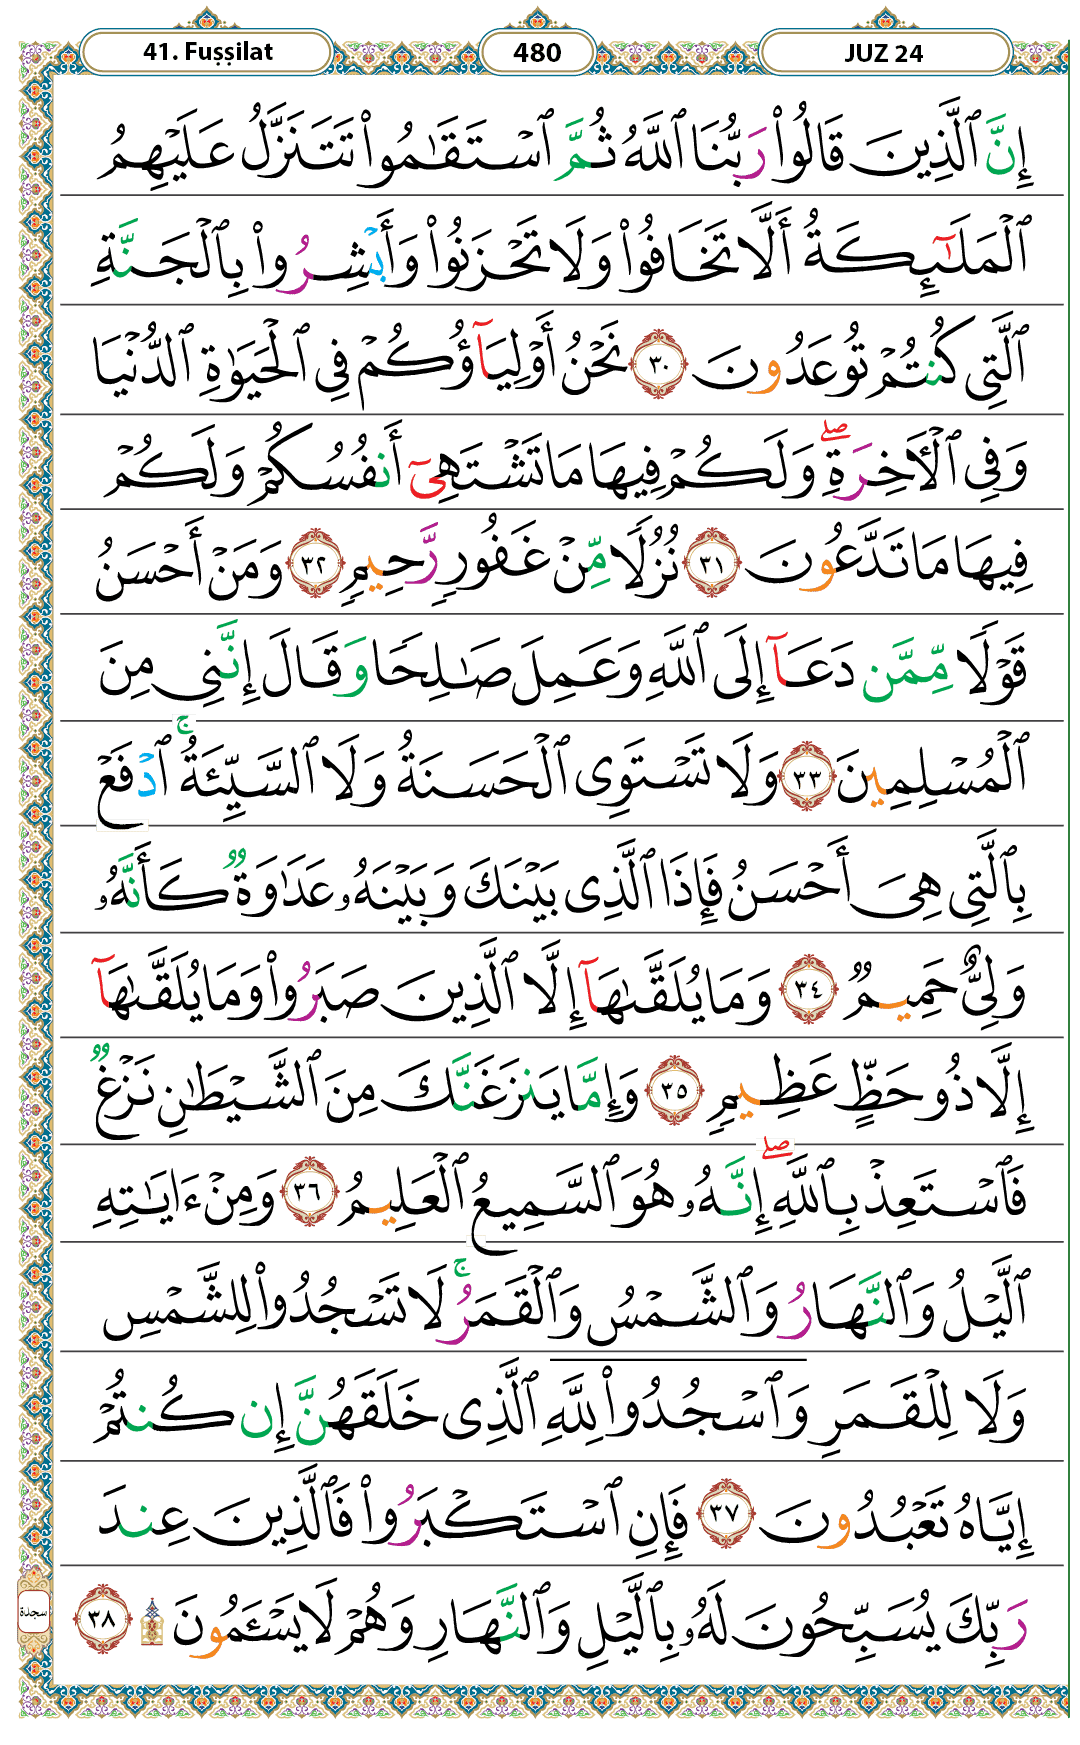 41. Fuṣṣilat
480
JUZ 24
إِنَّ ٱلَّذِينَ قَالُوا۟ رَبُّنَا ٱللَّهُ ثُمَّ ٱسْتَقَـٰمُوا۟ تَتَنَزَّلُ عَلَيْهِمُ
ٱلْمَلَـٰٓئِكَةُ أَلَّا تَخَافُوا۟ وَلَا تَحْزَنُوا۟ وَأَبْشِرُوا۟ بِٱلْجَنَّةِ
ٱلَّتِى كُنتُمْ تُوعَدُونَ ٣٠ نَحْنُ أَوْلِيَآؤُكُمْ فِى ٱلْحَيَوٰةِ ٱلدُّنْيَا
وَفِى ٱلْـَٔاخِرَةِ ۖ وَلَكُمْ فِيهَا مَا تَشْتَهِىٓ أَنفُسُكُمْ وَلَكُمْ
فِيهَا مَا تَدَّعُونَ ٣١ نُزُلًا مِّنْ غَفُورٍ رَّحِيمٍ ٣٢ وَمَنْ أَحْسَنُ
قَوْلًا مِّمَّن دَعَآ إِلَى ٱللَّهِ وَعَمِلَ صَـٰلِحًا وَقَالَ إِنَّنِى مِنَ
ٱلْمُسْلِمِينَ ٣٣ وَلَا تَسْتَوِى ٱلْحَسَنَةُ وَلَا ٱلسَّيِّئَةُ ۚ ٱدْفَعْ
بِٱلَّتِى هِىَ أَحْسَنُ فَإِذَا ٱلَّذِى بَيْنَكَ وَبَيْنَهُۥ عَدَٰوَةٌ كَأَنَّهُۥ
وَلِىٌّ حَمِيمٌ ٣٤ وَمَا يُلَقَّىٰهَآ إِلَّا ٱلَّذِينَ صَبَرُوا۟ وَمَا يُلَقَّىٰهَآ
إِلَّا ذُو حَظٍّ عَظِيمٍ ٣٥ وَإِمَّا يَنزَغَنَّكَ مِنَ ٱلشَّيْطَـٰنِ نَزْغٌ
فَٱسْتَعِذْ بِٱللَّهِ ۖ إِنَّهُۥ هُوَ ٱلسَّمِيعُ ٱلْعَلِيمُ ٣٦ وَمِنْ ءَايَـٰتِهِ
ٱلَّيْلُ وَٱلنَّهَارُ وَٱلشَّمْسُ وَٱلْقَمَرُ ۚ لَا تَسْجُدُوا۟ لِلشَّمْسِ
وَلَا لِلْقَمَرِ وَٱسْجُدُوا۟ لِلَّهِ ٱلَّذِى خَلَقَهُنَّ إِن كُنتُمْ
إِيَّاهُ تَعْبُدُونَ ٣٧ فَإِنِ ٱسْتَكْبَرُوا۟ فَٱلَّذِينَ عِندَ
رَبِّكَ يُسَبِّحُونَ لَهُۥ بِٱلَّيْلِ وَٱلنَّهَارِ وَهُمْ لَا يَسْـَٔمُونَ ۩ ٣٨
سجدة